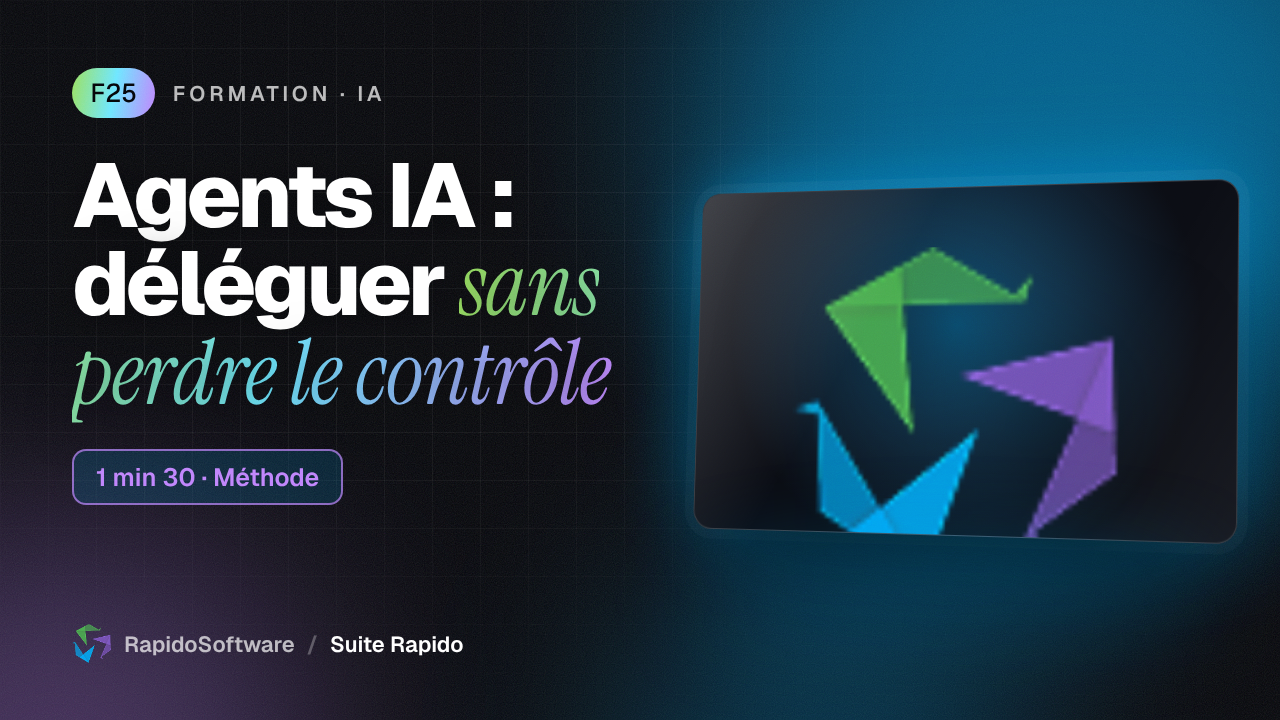 F25 FORMATION · IA
Agents IA :
déléguer sans
perdre le contrôle
1 min 30 · Méthode
RapidoSoftware / Suite Rapido